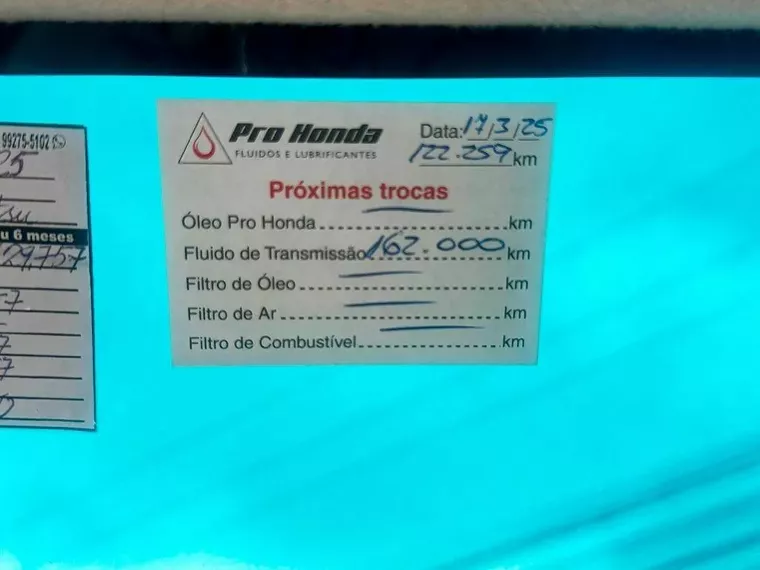 99275-5102
25
u 6 meses
29757
Pro Honda
FLUIDOS E LUBRIFICANTES
Data: 17/3/25
122.259 km
Próximas trocas
Óleo Pro Honda km
Fluido de Transmissão 162.000 km
Filtro de Óleo km
Filtro de Ar km
Filtro de Combustível km